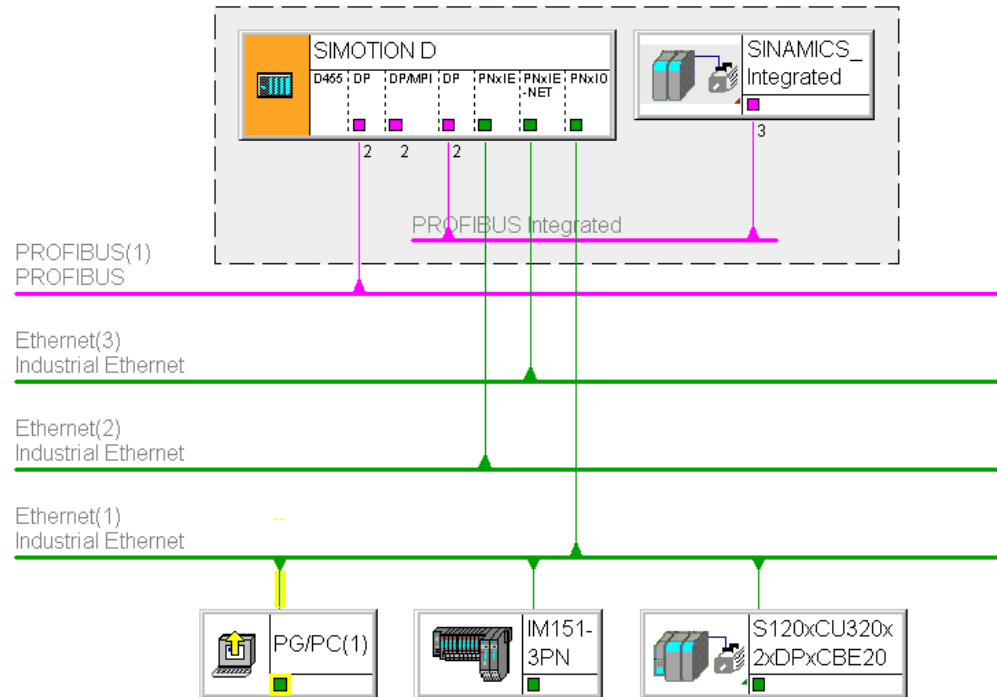 SIMOTION D
D455 DP DP/MPI DP PNxIE PNxIE PNxIO
-NET
2 2 2
SINAMICS_
Integrated
3
PROFIBUS Integrated
PROFIBUS(1)
PROFIBUS
Ethernet(3)
Industrial Ethernet
Ethernet(2)
Industrial Ethernet
Ethernet(1)
Industrial Ethernet
PG/PC(1)
IM151-
3PN
S120xCU320x
2xDPxCBE20